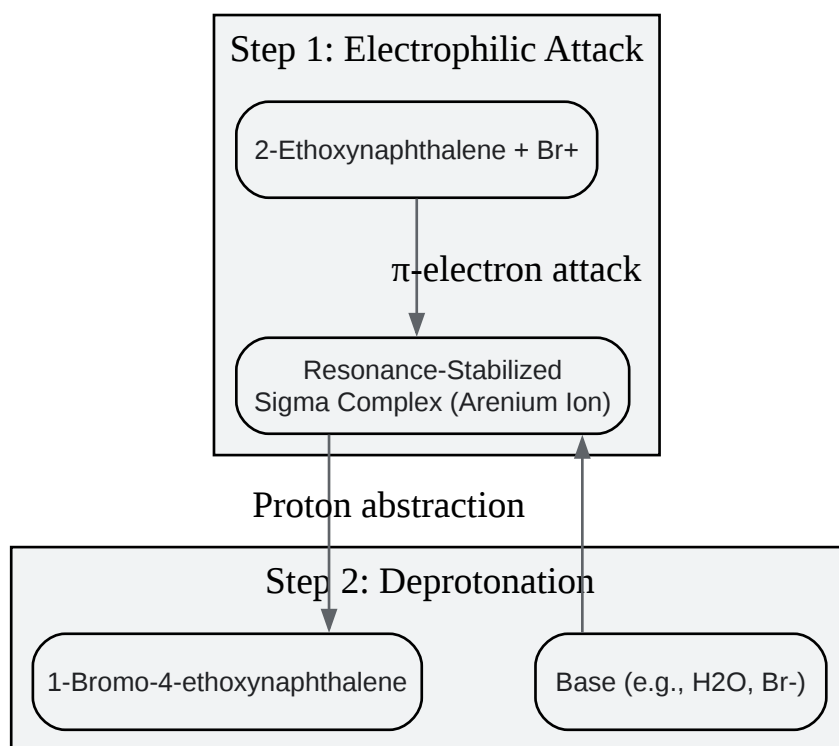 Step 1: Electrophilic Attack
2-Ethoxynaphthalene + Br+
π-electron attack
Resonance-Stabilized
Sigma Complex (Arenium Ion)
Proton abstraction
Step 2: Deprotonation
1-Bromo-4-ethoxynaphthalene
Base (e.g., H2O, Br-)